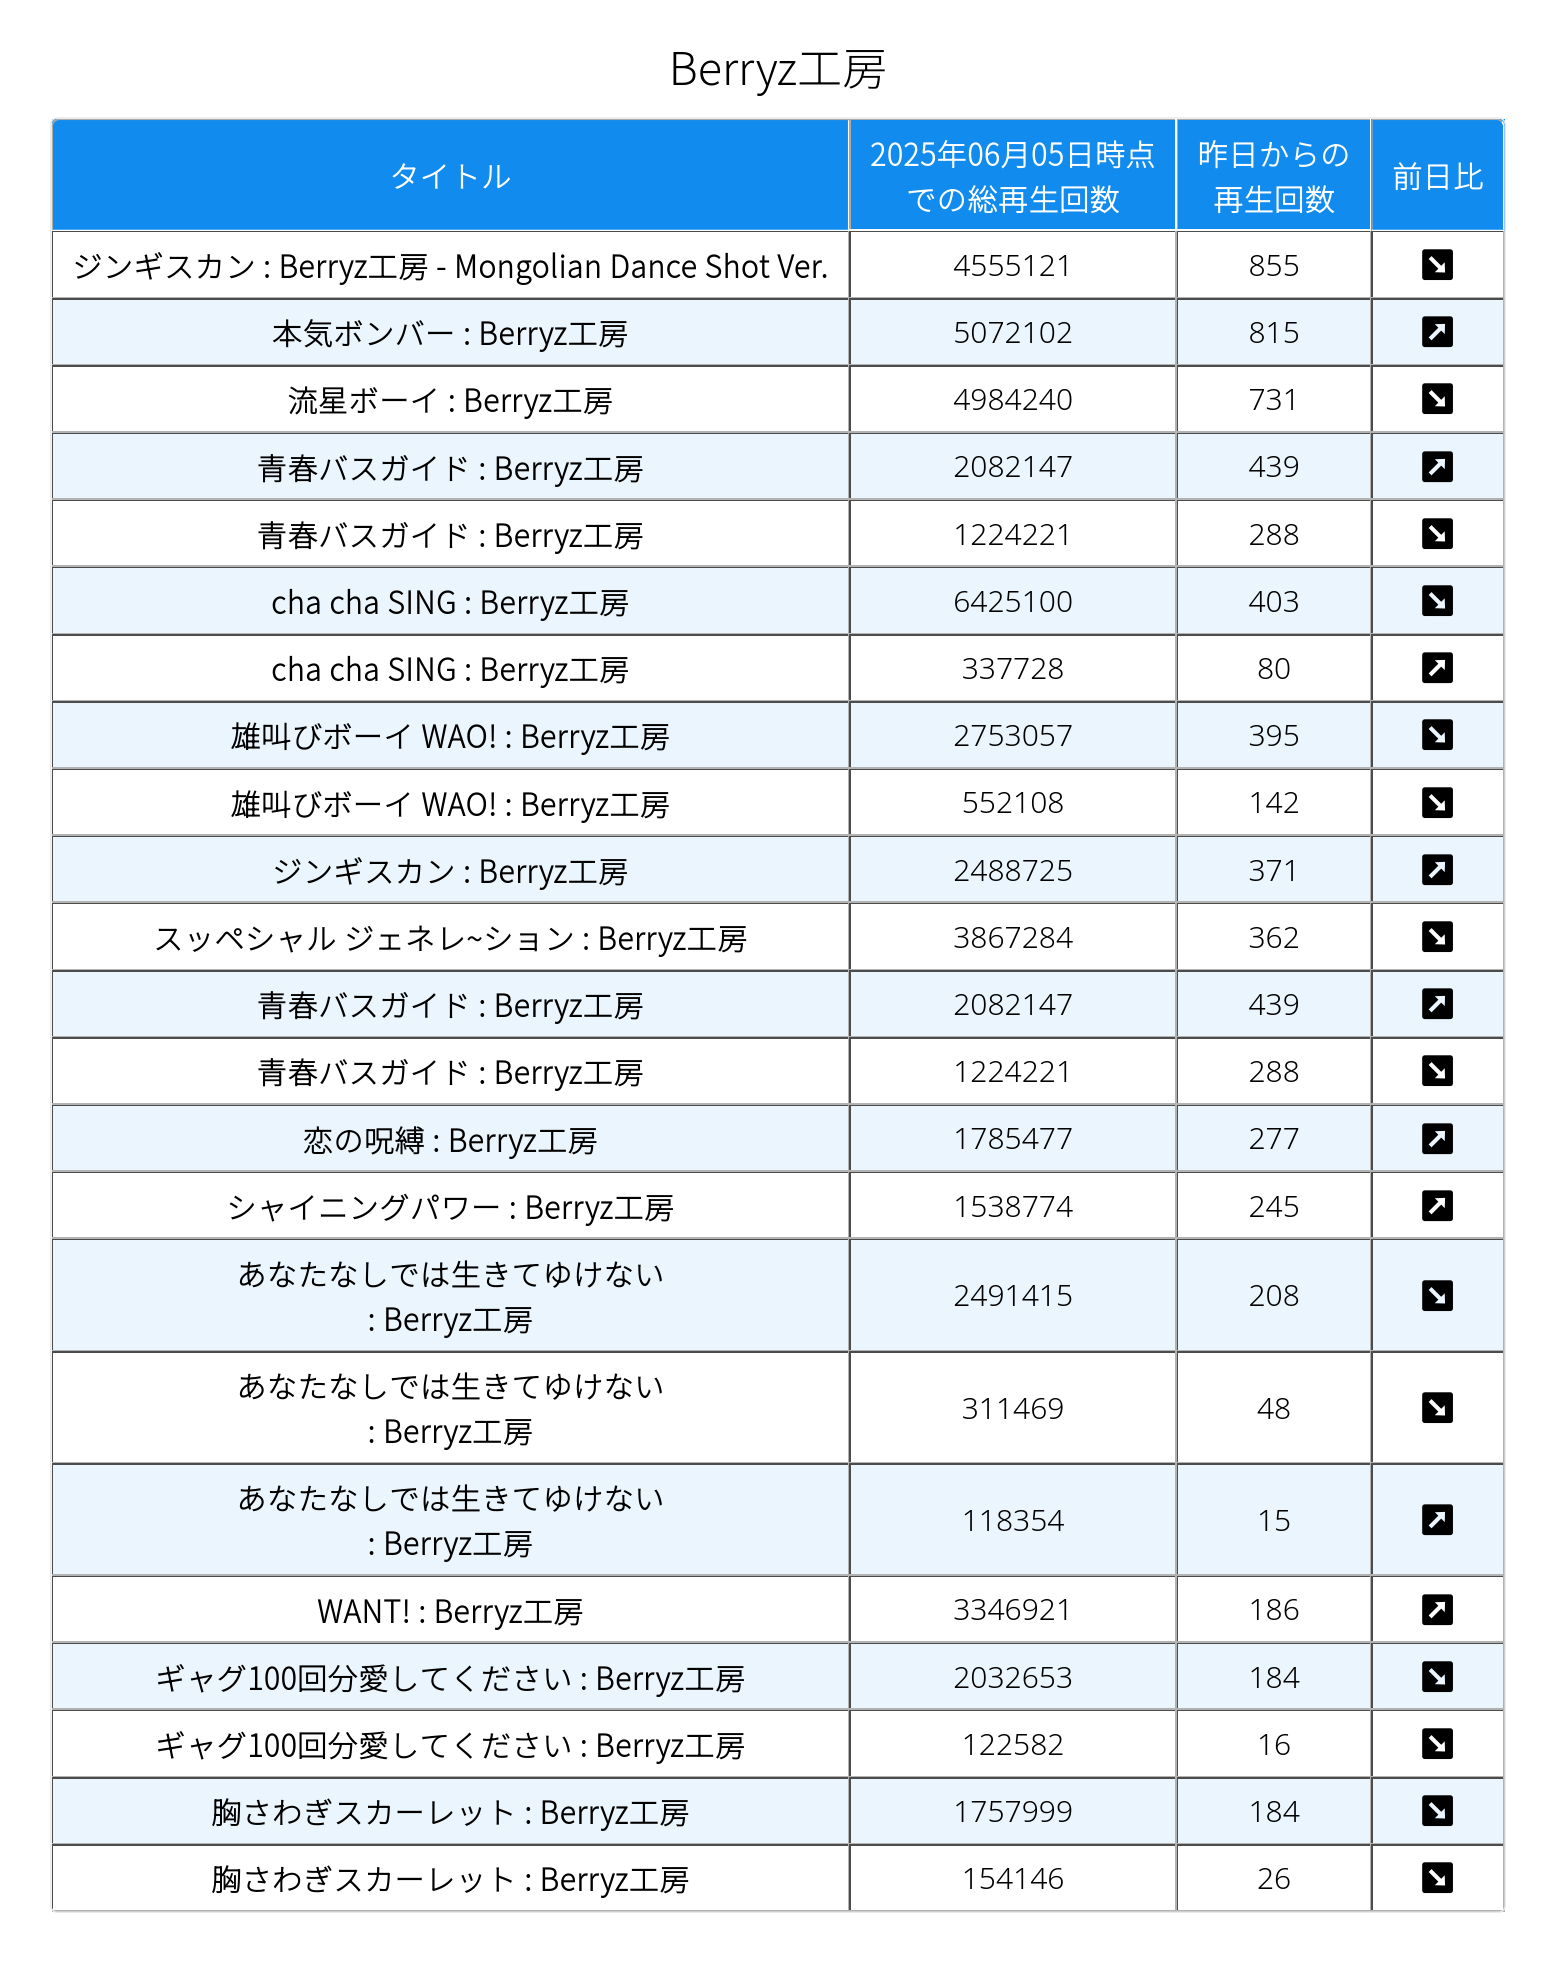 Berryz工房
タイトル
2025年06月05日時点
での総再生回数
昨日からの
再生回数
前日比
ジンギスカン : Berryz工房 - Mongolian Dance Shot Ver. 4555121 855
本気ボンバー : Berryz工房 5072102 815
流星ボーイ : Berryz工房 4984240 731
青春バスガイド : Berryz工房 2082147 439
青春バスガイド : Berryz工房 1224221 288
cha cha SING : Berryz工房 6425100 403
cha cha SING : Berryz工房 337728 80
雄叫びボーイ WAO! : Berryz工房 2753057 395
雄叫びボーイ WAO! : Berryz工房 552108 142
ジンギスカン : Berryz工房 2488725 371
スッペシャル ジェネレ~ション : Berryz工房 3867284 362
青春バスガイド : Berryz工房 2082147 439
青春バスガイド : Berryz工房 1224221 288
恋の呪縛 : Berryz工房 1785477 277
シャイニングパワー : Berryz工房 1538774 245
あなたなしでは生きてゆけない
: Berryz工房 2491415 208
あなたなしでは生きてゆけない
: Berryz工房 311469 48
あなたなしでは生きてゆけない
: Berryz工房 118354 15
WANT! : Berryz工房 3346921 186
ギャグ100回分愛してください : Berryz工房 2032653 184
ギャグ100回分愛してください : Berryz工房 122582 16
胸さわぎスカーレット : Berryz工房 1757999 184
胸さわぎスカーレット : Berryz工房 154146 26